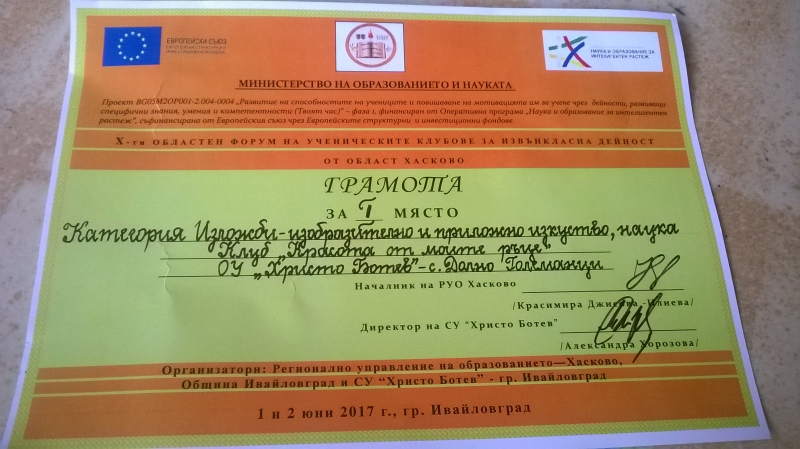 ЕВРОПЕЙСКИ СЪЮЗ
НАУКА И ОБРАЗОВАНИЕ ЗА
ИНТЕЛИГЕНТЕН РАСТЕЖ
МИНИСТЕРСТВО НА ОБРАЗОВАНИЕТО И НАУКАТА
Проект BG05M2OP001-2.004-0004 „Развитие на способностите на учениците и повишаване на мотивацията им за учене чрез дейности, развиващи
специфични знания, умения и компетентности (Твоят час)" – фаза 1, финансиран от Оперативна програма „Наука и образование за интелигентен
растеж", съфинансирана от Европейския съюз чрез Европейските структурни и инвестиционни фондове.
X-ти ОБЛАСТЕН ФОРУМ НА УЧЕНИЧЕСКИТЕ КЛУБОВЕ ЗА ИЗВЪНКЛАСНА ДЕЙНОСТ
ОТ ОБЛАСТ ХАСКОВО
ГРАМОТА
ЗА I МЯСТО
Категория Изложби-изобразително и приложно изкуство, наука
Клуб „Красота от моите ръце"
ОУ „Христо Ботев"-с. Долно Големанци
Началник на РУО Хасково
/Красимира -Илиева/
Директор на СУ "Христо Ботев"
/Александра Хорозова/
Организатори: Регионално управление на образованието—Хасково,
Община Ивайловград и СУ "Христо Ботев" - гр. Ивайловград
1 и 2 юни 2017 г., гр. Ивайловград